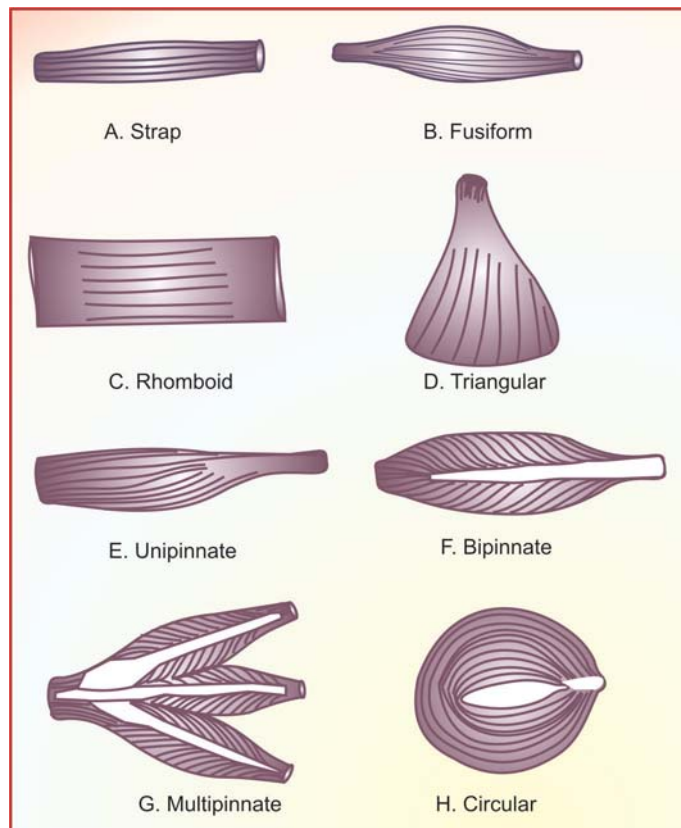 A. Strap
B. Fusiform
C. Rhomboid
D. Triangular
E. Unipinnate
F. Bipinnate
G. Multipinnate
H. Circular